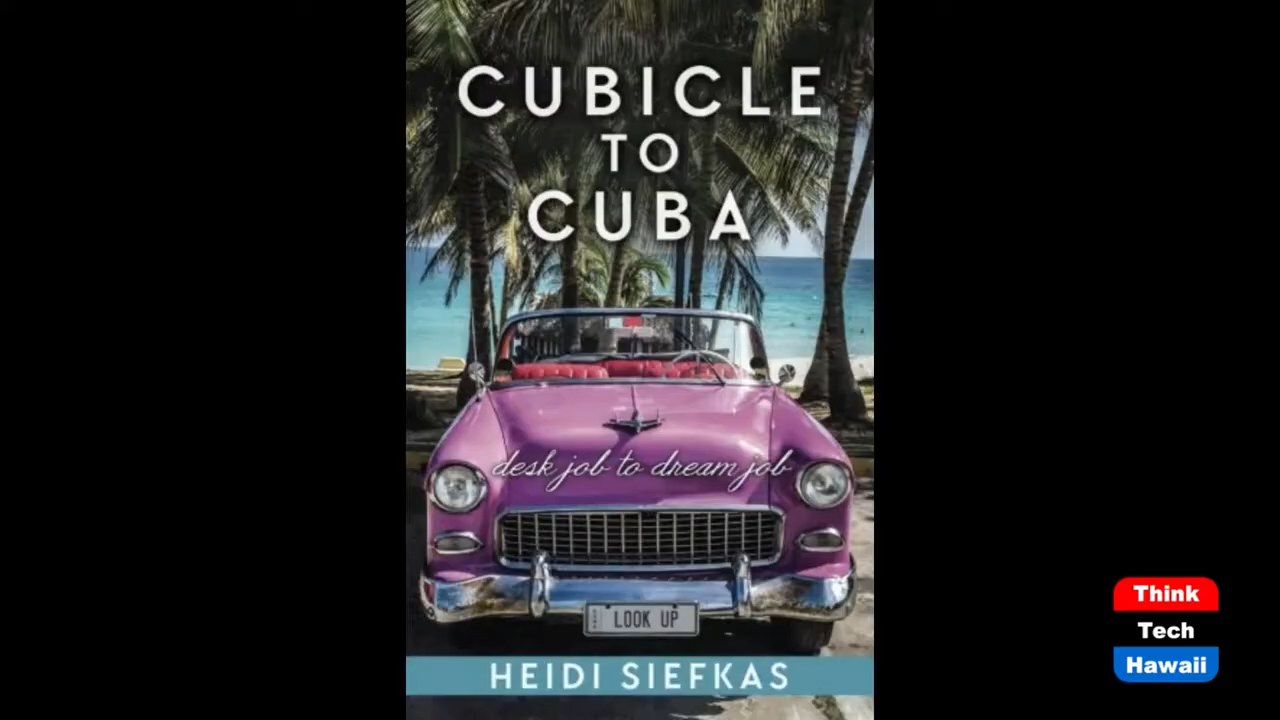 CUBICLE
TO
CUBA
desk job to dream job
LOOK UP
HEIDI SIEFKAS
Think
Tech
Hawaii